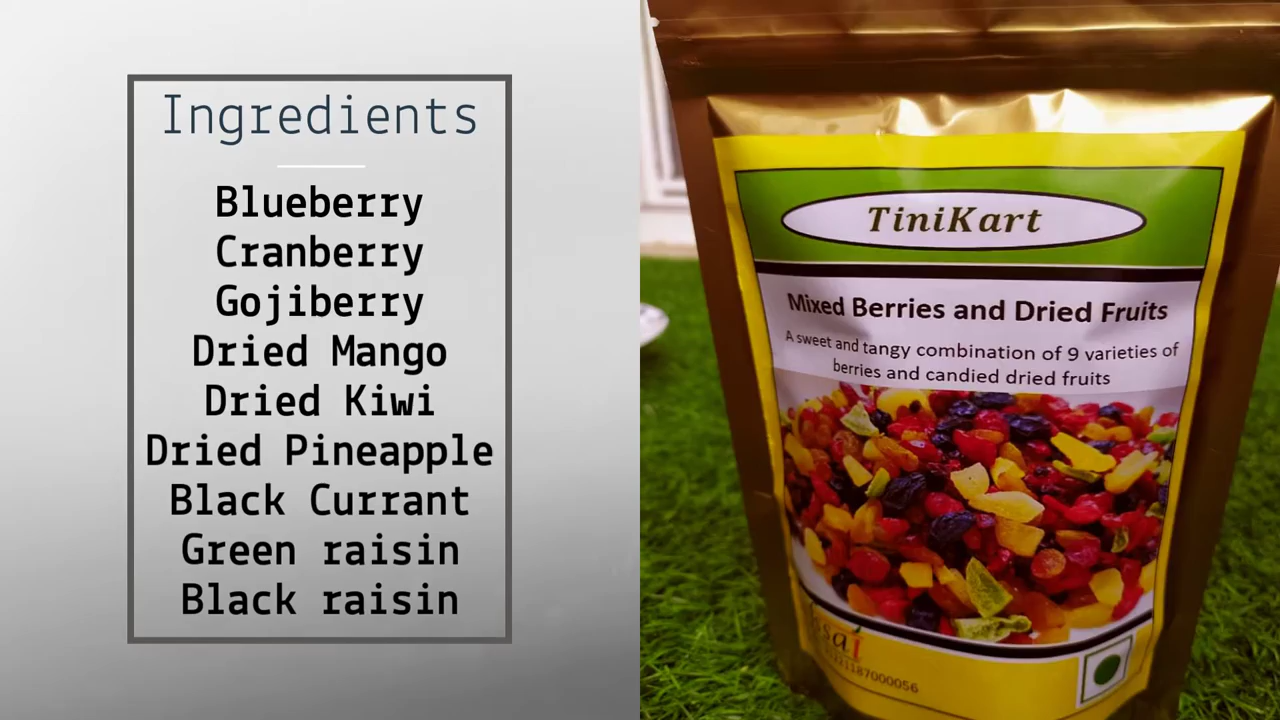 Ingredients
Blueberry
Cranberry
Gojiberry
Dried Mango
Dried Kiwi
Dried Pineapple
Black Currant
Green raisin
Black raisin
TiniKart
Mixed Berries and Dried Fruits
A sweet and tangy combination of 9 varieties of
berries and candied dried fruits